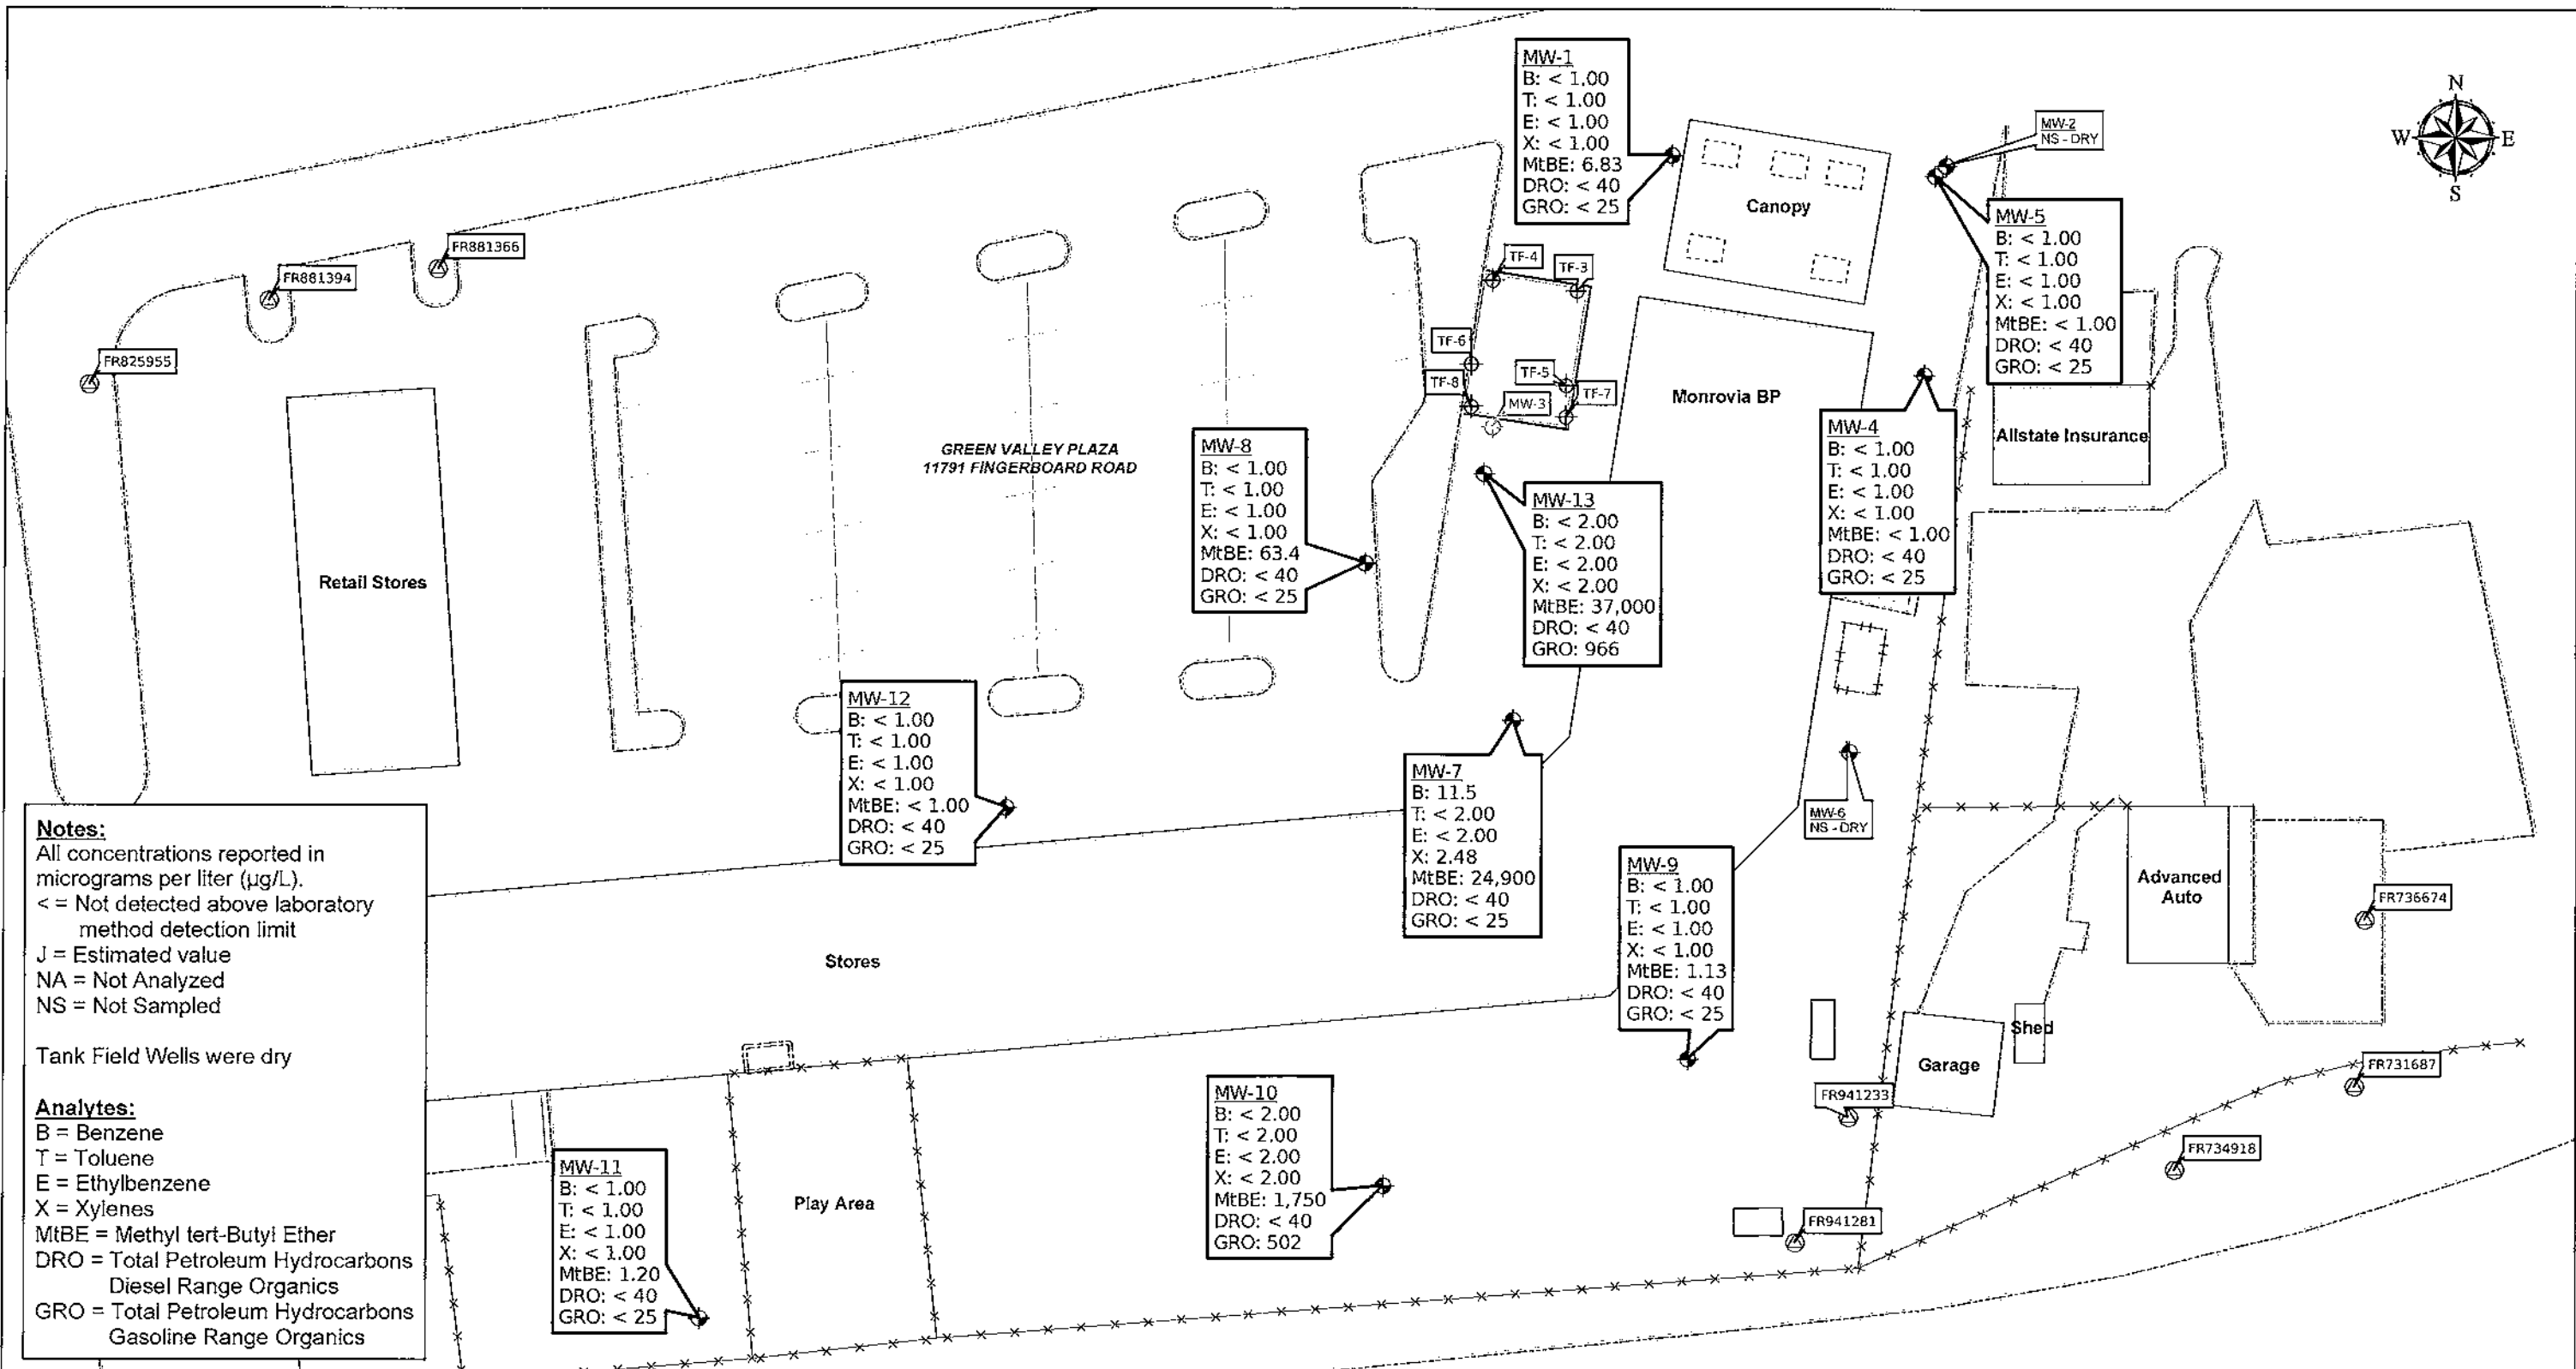 MW-1
B: < 1.00
T: < 1.00
E: < 1.00
X: < 1.00
MtBE: 6.83
DRO: < 40
GRO: < 25
N
W
E
S
MW-2
NS - DRY
Canopy
MW-5
B: < 1.00
T: < 1.00
E: < 1.00
X: < 1.00
MtBE: < 1.00
DRO: < 40
GRO: < 25
FR881366
FR881394
FR825955
TF-4
TF-3
TF-6
TF-5
TF-8
TF-7
MW-3
Monrovia BP
Allstate Insurance
GREEN VALLEY PLAZA
11791 FINGERBOARD ROAD
MW-8
B: < 1.00
T: < 1.00
E: < 1.00
X: < 1.00
MtBE: 63.4
DRO: < 40
GRO: < 25
MW-13
B: < 2.00
T: < 2.00
E: < 2.00
X: < 2.00
MtBE: 37,000
DRO: < 40
GRO: 966
MW-4
B: < 1.00
T: < 1.00
E: < 1.00
X: < 1.00
MtBE: < 1.00
DRO: < 40
GRO: < 25
Retail Stores
MW-12
B: < 1.00
T: < 1.00
E: < 1.00
X: < 1.00
MtBE: < 1.00
DRO: < 40
GRO: < 25
MW-7
B: 11.5
T: < 2.00
E: < 2.00
X: 2.48
MtBE: 24,900
DRO: < 40
GRO: < 25
MW-6
NS - DRY
MW-9
B: < 1.00
T: < 1.00
E: < 1.00
X: < 1.00
MtBE: 1.13
DRO: < 40
GRO: < 25
Advanced
Auto
FR736674
Stores
Shed
Garage
FR731687
FR941233
FR734918
FR941281
MW-10
B: < 2.00
T: < 2.00
E: < 2.00
X: < 2.00
MtBE: 1,750
DRO: < 40
GRO: 502
Play Area
MW-11
B: < 1.00
T: < 1.00
E: < 1.00
X: < 1.00
MtBE: 1.20
DRO: < 40
GRO: < 25
Notes:
All concentrations reported in
micrograms per liter (µg/L).
< = Not detected above laboratory
method detection limit
J = Estimated value
NA = Not Analyzed
NS = Not Sampled
Tank Field Wells were dry
Analytes:
B = Benzene
T = Toluene
E = Ethylbenzene
X = Xylenes
MtBE = Methyl tert-Butyl Ether
DRO = Total Petroleum Hydrocarbons
Diesel Range Organics
GRO = Total Petroleum Hydrocarbons
Gasoline Range Organics